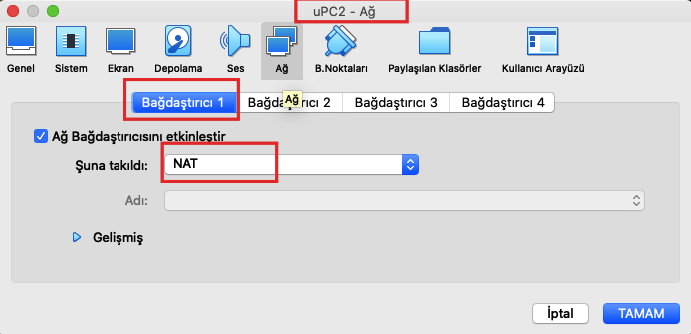 uPC2 - Ağ
Genel Sistem Ekran Depolama Ses Ağ B.Noktaları Paylaşılan Klasörler Kullanıcı Arayüzü
Bağdaştırıcı 1 Bağdaştırıcı 2 Bağdaştırıcı 3 Bağdaştırıcı 4
Ağ
Ağ Bağdaştırıcısını etkinleştir
Şuna takıldı: NAT
Adı:
Gelişmiş
İptal TAMAM